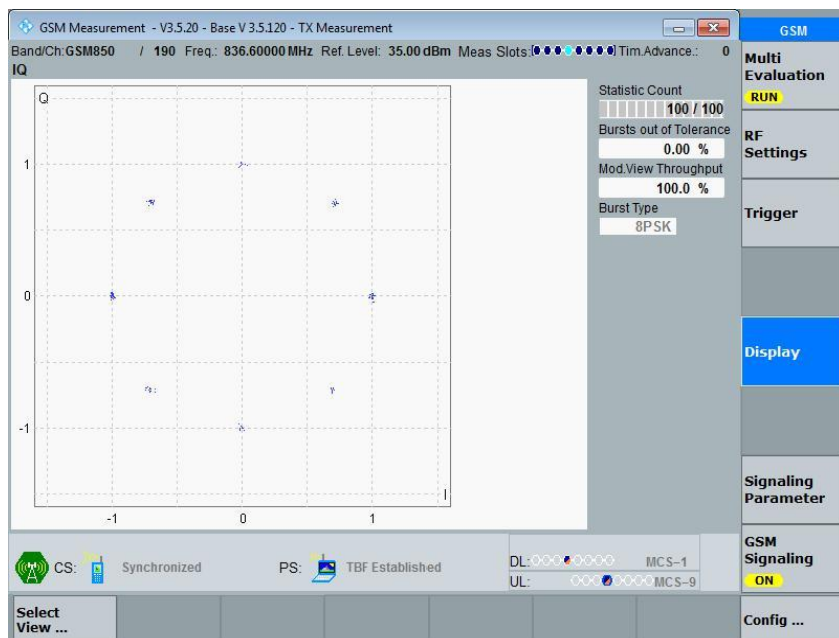 GSM Measurement - V3.5.20 - Base V 3.5.120 - TX Measurement
GSM
Band/Ch: GSM850 / 190 Freq.: 836.60000 MHz Ref. Level: 35.00 dBm Meas Slots: Tim.Advance.: 0
IQ
Multi
Evaluation
RUN
RF
Settings
Trigger
Display
Signaling
Parameter
GSM
Signaling
ON
Config ...
Statistic Count
100 / 100
Bursts out of Tolerance
0.00 %
Mod.View Throughput
100.0 %
Burst Type
8PSK
Q
1
0
-1
I
-1 0 1
CS: Synchronized PS: TBF Established
DL: MCS-1
UL: MCS-9
Select
View ...